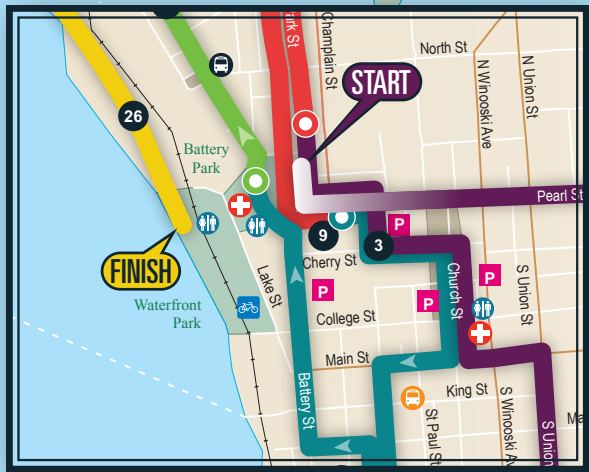 Park St
Champlain St
North St
N Winooski Ave
N Union St
START
26
Battery
Park
Pearl St
P
9
3
Cherry St
FINISH
Lake St
P
P
P
Church St
S Union St
Waterfront
Park
College St
Main St
Battery St
King St
St Paul St
S Winooski Ave
Ma
S Union